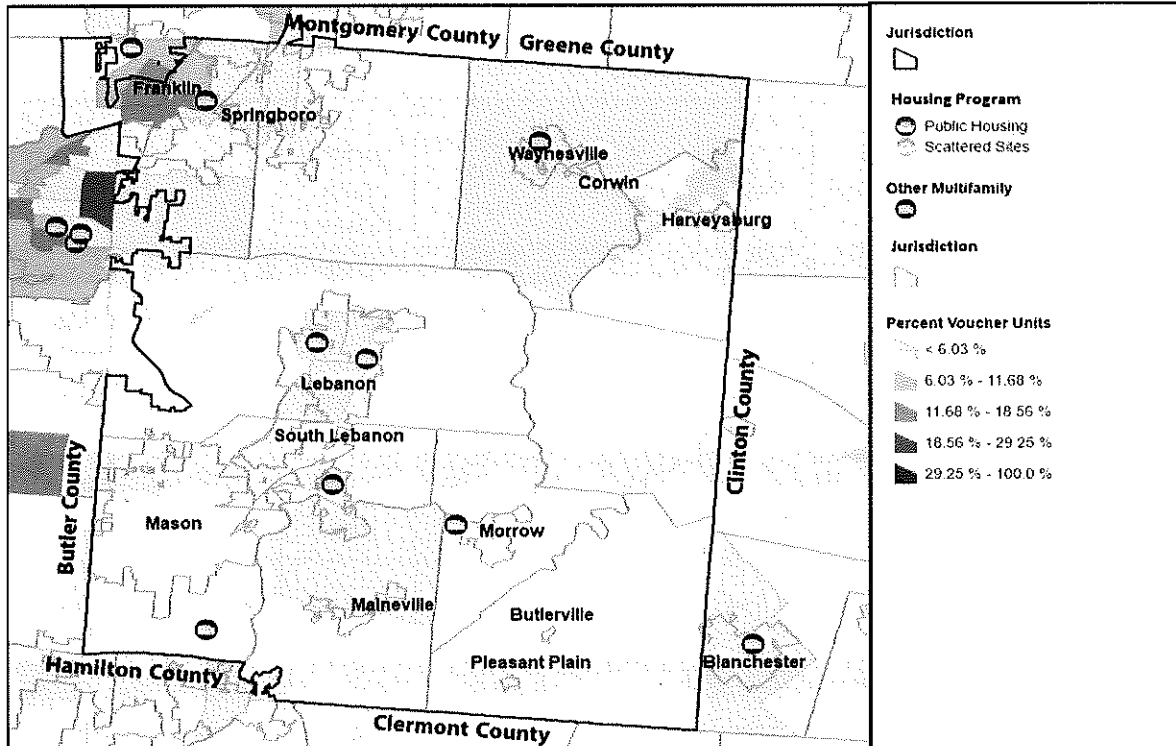 Montgomery County
Greene County
Franklin
Springboro
Waynesville
Corwin
Harveysburg
Lebanon
South Lebanon
Clinton County
Butler County
Mason
Morrow
Maineville
Butlerville
Pleasant Plain
Blanchester
Hamilton County
Clermont County
Jurisdiction
Housing Program
Public Housing
Scattered Sites
Other Multifamily
Jurisdiction
Percent Voucher Units
< 6.03 %
6.03 % - 11.68 %
11.68 % - 18.56 %
18.56 % - 29.25 %
29.25 % - 100.0 %